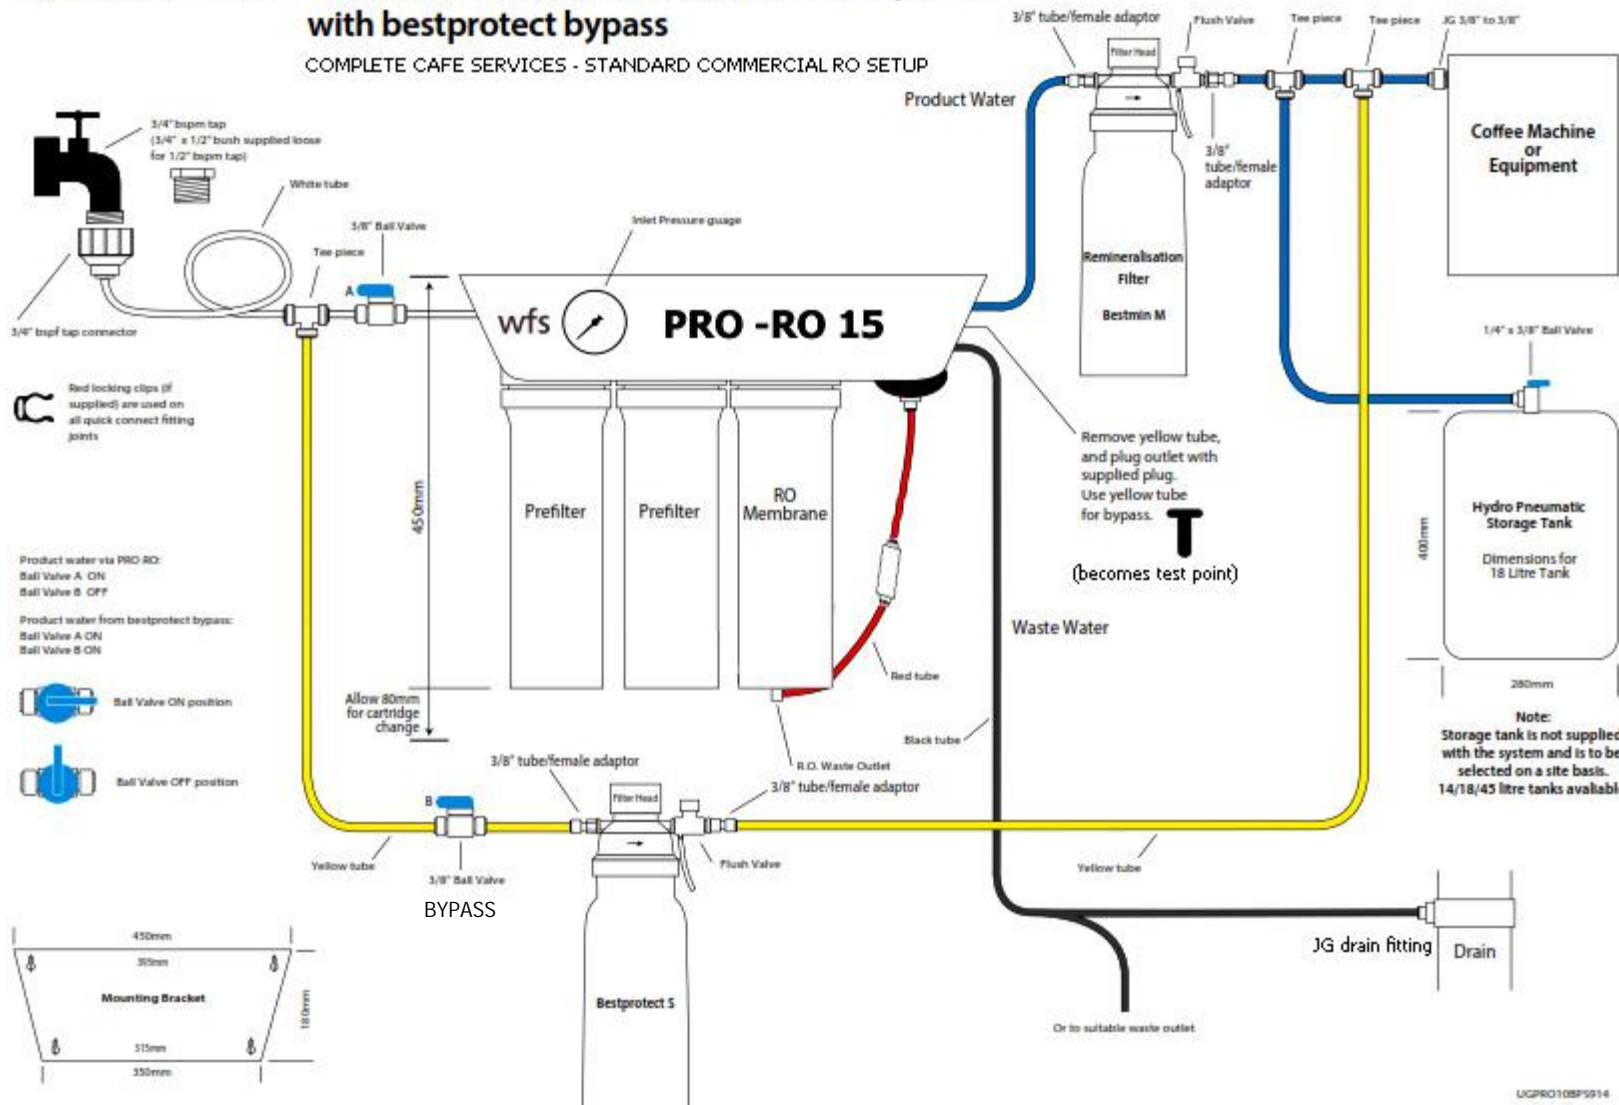 with bestprotect bypass
COMPLETE CAFE SERVICES - STANDARD COMMERCIAL RO SETUP
3/8" tube/female adaptor
Flush Valve
Tee piece
Tee piece
JG 3/8" to 3/8"
Filter Head
Product Water
3/8"
tube/female
adaptor
Coffee Machine
or
Equipment
3/4" bspm tap
(3/4" x 1/2" bush supplied loose
for 1/2" bspm tap)
White tube
3/8" Ball Valve
Tee piece
Inlet Pressure guage
A
3/4" bspf tap connector
wfs
PRO -RO 15
Remineralisation
Filter
Bestmin M
1/4" x 3/8" Ball Valve
Red locking clips (if
supplied) are used on
all quick connect fitting
joints
450mm
Prefilter
Prefilter
RO
Membrane
Remove yellow tube,
and plug outlet with
supplied plug.
Use yellow tube
for bypass.
(becomes test point)
400mm
Hydro Pneumatic
Storage Tank
Dimensions for
18 Litre Tank
280mm
Product water via PRO RO:
Ball Valve A ON
Ball Valve B OFF
Product water from bestprotect bypass:
Ball Valve A ON
Ball Valve B ON
Ball Valve ON position
Ball Valve OFF position
Waste Water
Red tube
Allow 80mm
for cartridge
change
Black tube
R.O. Waste Outlet
Note:
Storage tank is not supplied
with the system and is to be
selected on a site basis.
14/18/45 litre tanks avaliable
3/8" tube/female adaptor
3/8" tube/female adaptor
B
Filter Head
Yellow tube
3/8" Ball Valve
BYPASS
Flush Valve
Yellow tube
Bestprotect S
JG drain fitting
Drain
Or to suitable waste outlet
450mm
395mm
Mounting Bracket
180mm
315mm
350mm
UGPRO10BPS914